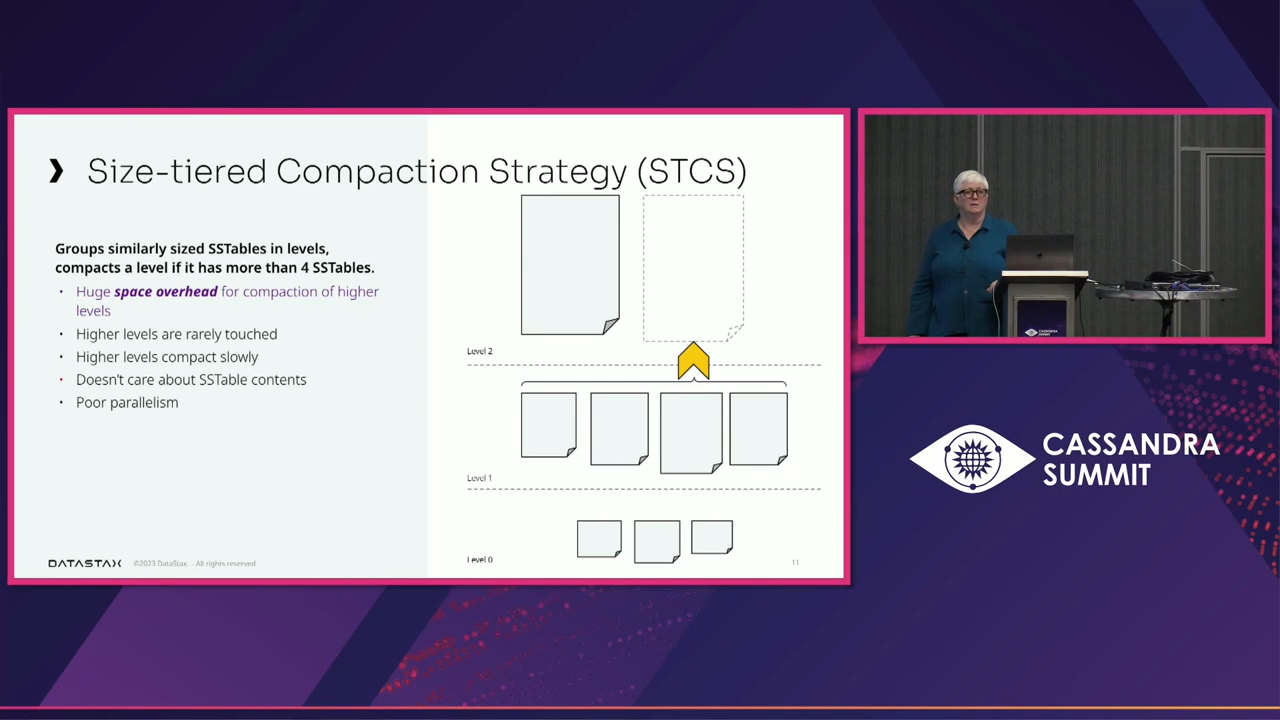 ❯ Size-tiered Compaction Strategy (STCS)
Groups similarly sized SSTables in levels,
compacts a level if it has more than 4 SSTables.
• Huge space overhead for compaction of higher
levels
• Higher levels are rarely touched
• Higher levels compact slowly
• Doesn't care about SSTable contents
• Poor parallelism
Level 2
Level 1
Level 0
DATASTAX ©2023 DataStax. - All rights reserved
11
CASSANDRA
SUMMIT
CASSANDRA
SUMMIT